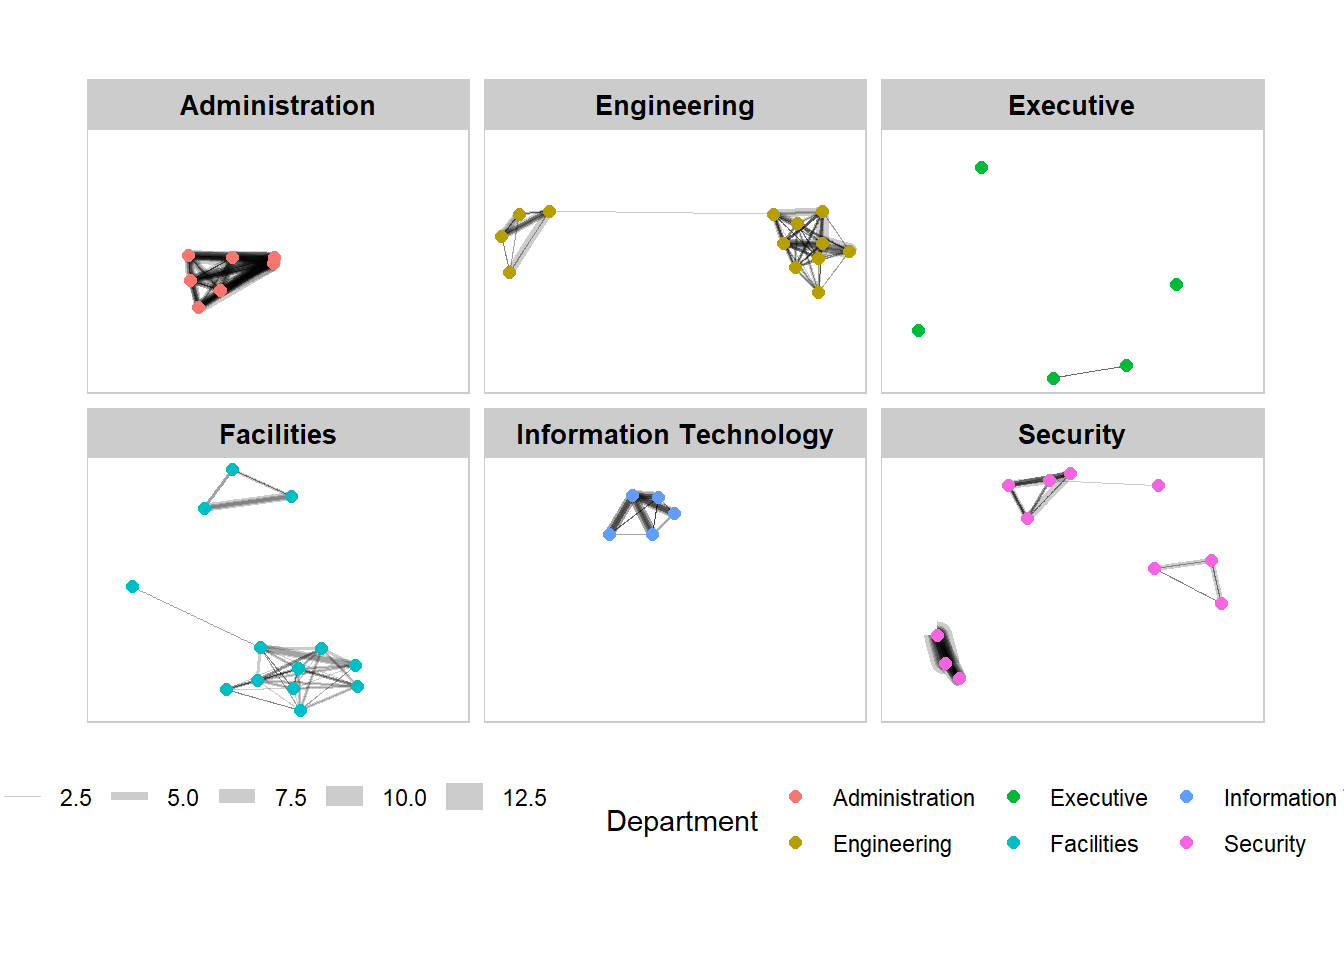 Administration
Engineering
Executive
Facilities
Information Technology
Security
2.5 5.0 7.5 10.0 12.5
Department
Administration Executive Information
Engineering Facilities Security